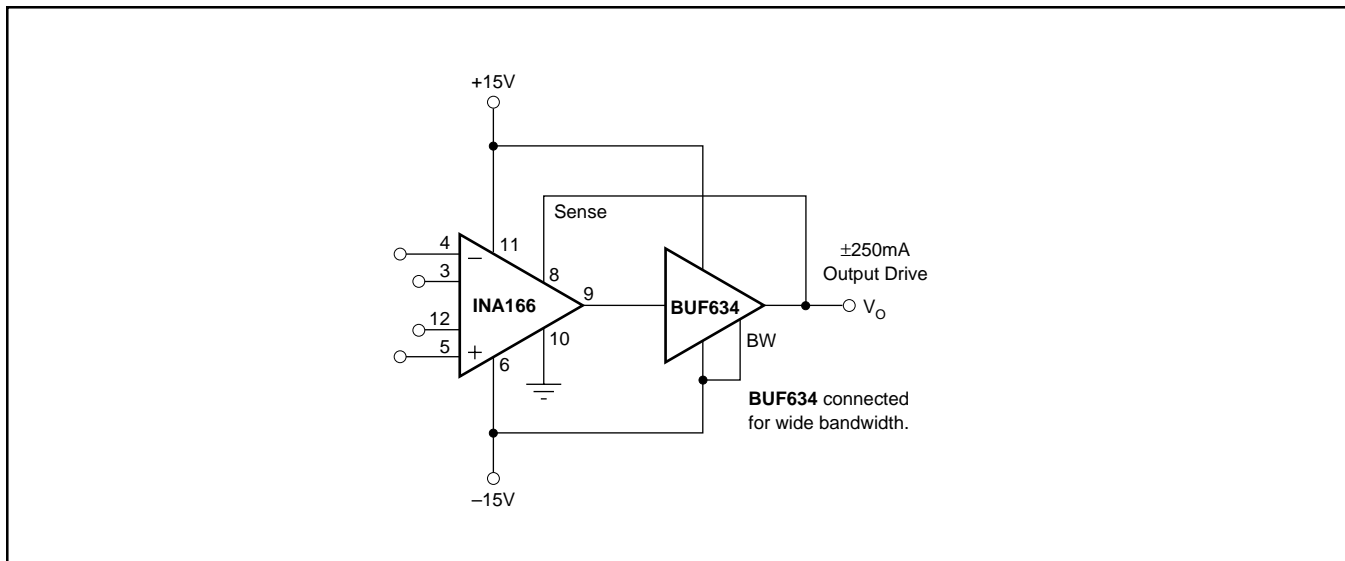 +15V
Sense
4
11
−
3
8
INA166
9
BUF634
±250mA
Output Drive
VO
12
10
BW
5
+
6
BUF634 connected
for wide bandwidth.
–15V